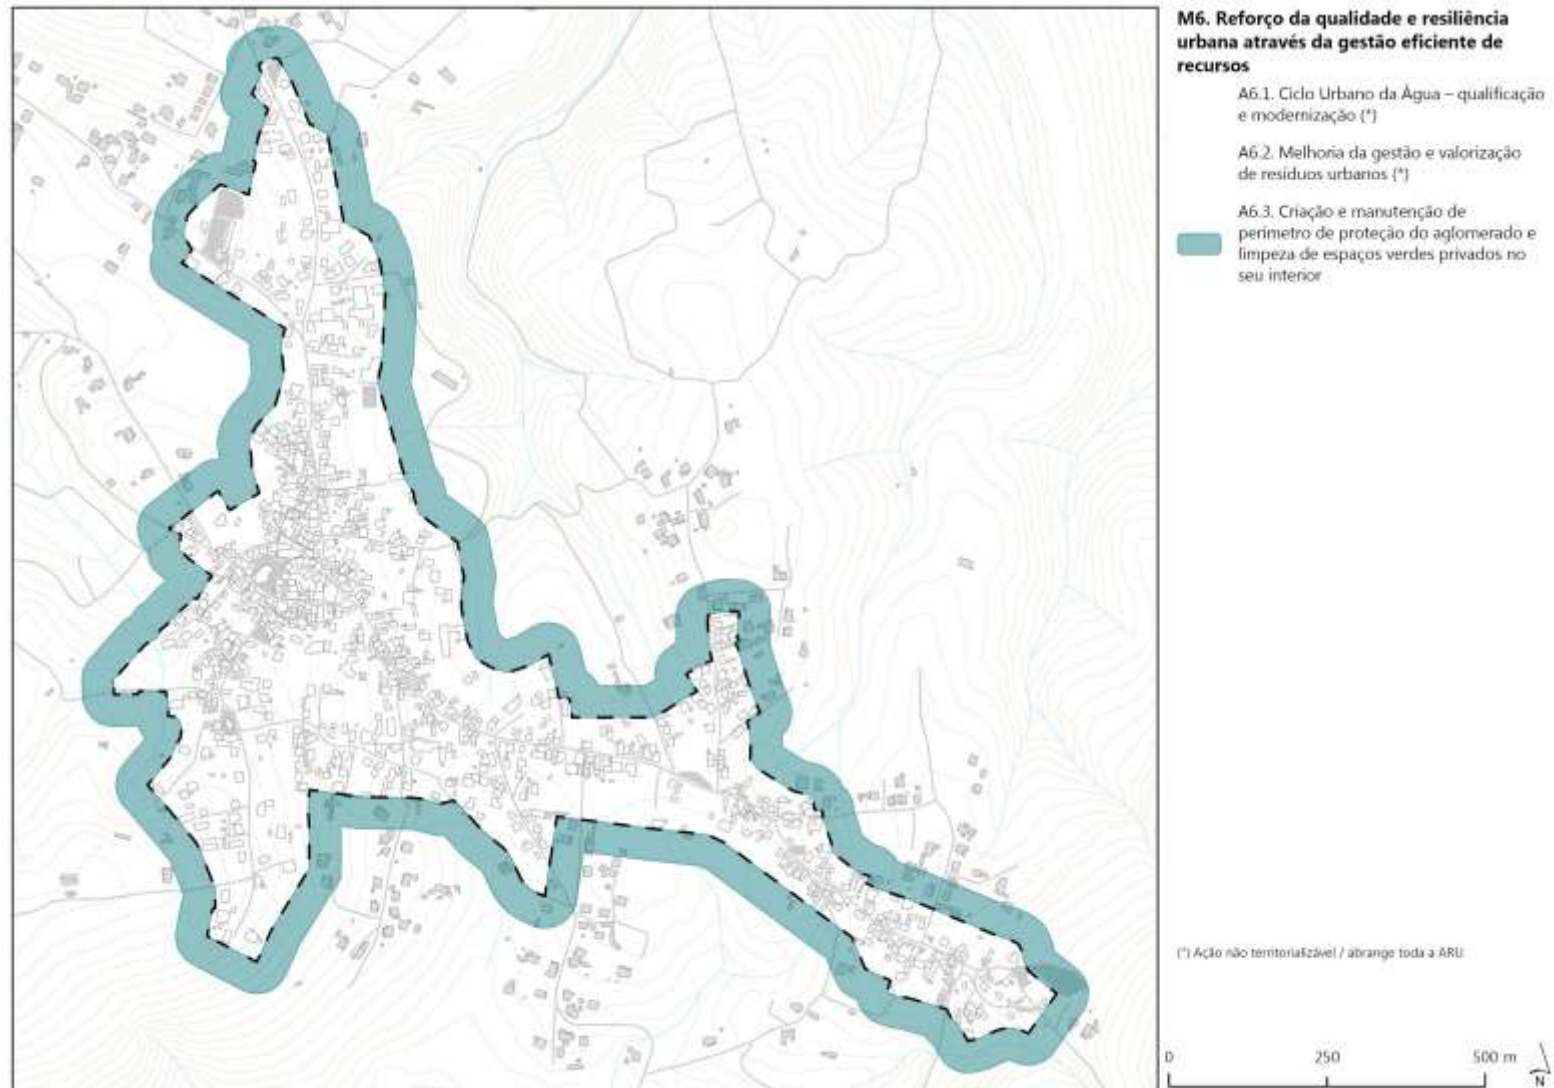 M6. Reforço da qualidade e resiliência
urbana através da gestão eficiente de
recursos
A6.1. Ciclo Urbano da Água – qualificação
e modernização (*)
A6.2. Melhoria da gestão e valorização
de resíduos urbanos (*)
A6.3. Criação e manutenção de
perímetro de proteção do aglomerado e
limpeza de espaços verdes privados no
seu interior
(*) Ação não territorializável / abrange toda a ARU
0 250 500 m
N